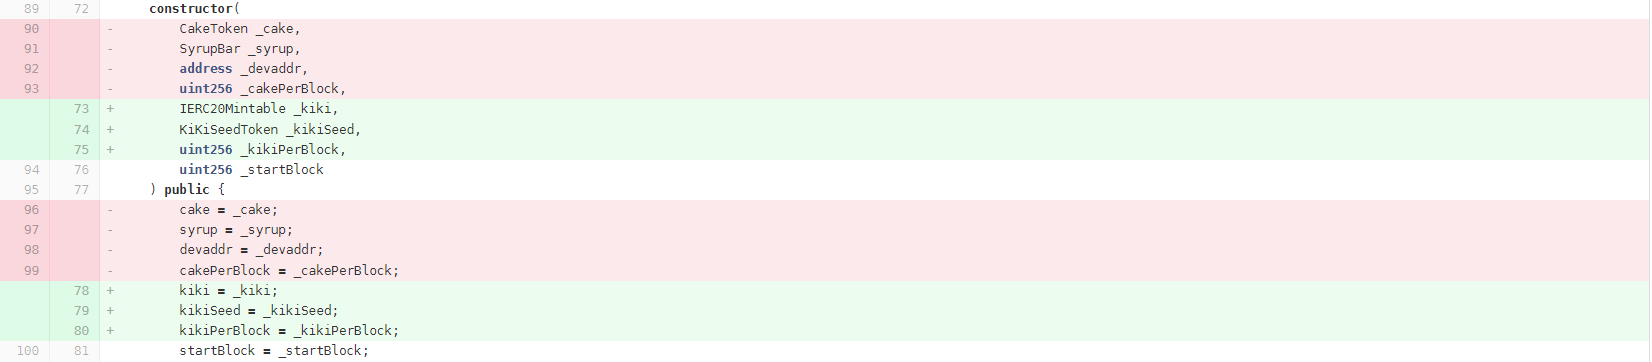 89 72 constructor(
90 - CakeToken _cake,
91 - SyrupBar _syrup,
92 - address _devaddr,
93 - uint256 _cakePerBlock,
73 + IERC20Mintable _kiki,
74 + KiKiSeedToken _kikiSeed,
75 + uint256 _kikiPerBlock,
94 76 uint256 _startBlock
95 77 ) public {
96 - cake = _cake;
97 - syrup = _syrup;
98 - devaddr = _devaddr;
99 - cakePerBlock = _cakePerBlock;
78 + kiki = _kiki;
79 + kikiSeed = _kikiSeed;
80 + kikiPerBlock = _kikiPerBlock;
100 81 startBlock = _startBlock;